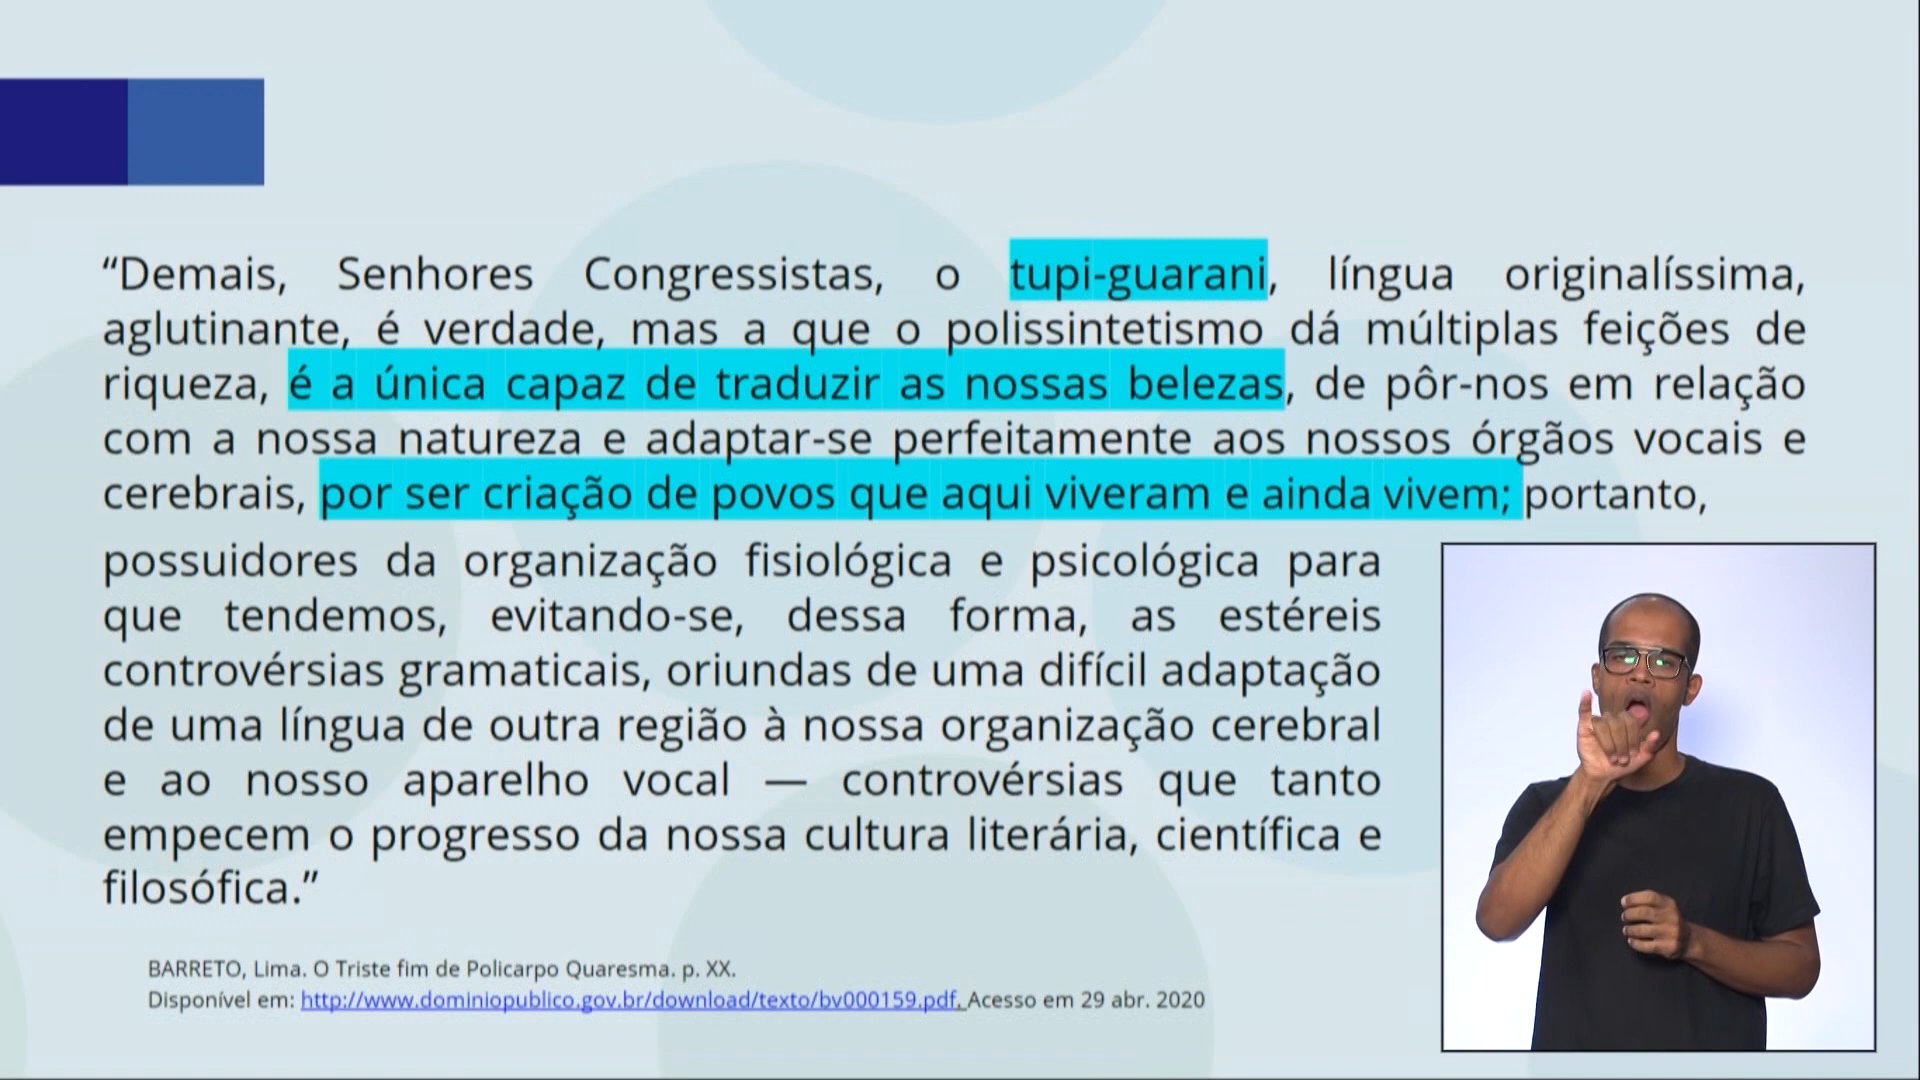 “Demais, Senhores Congressistas, o tupi-guarani, língua originalíssima,
aglutinante, é verdade, mas a que o polissintetismo dá múltiplas feições de
riqueza, é a única capaz de traduzir as nossas belezas, de pôr-nos em relação
com a nossa natureza e adaptar-se perfeitamente aos nossos órgãos vocais e
cerebrais, por ser criação de povos que aqui viveram e ainda vivem; portanto,
possuidores da organização fisiológica e psicológica para
que tendemos, evitando-se, dessa forma, as estéreis
controvérsias gramaticais, oriundas de uma difícil adaptação
de uma língua de outra região à nossa organização cerebral
e ao nosso aparelho vocal — controvérsias que tanto
empecem o progresso da nossa cultura literária, científica e
filosófica.”
BARRETO, Lima. O Triste fim de Policarpo Quaresma. p. XX.
Disponível em: http://www.dominiopublico.gov.br/download/texto/bv000159.pdf. Acesso em 29 abr. 2020